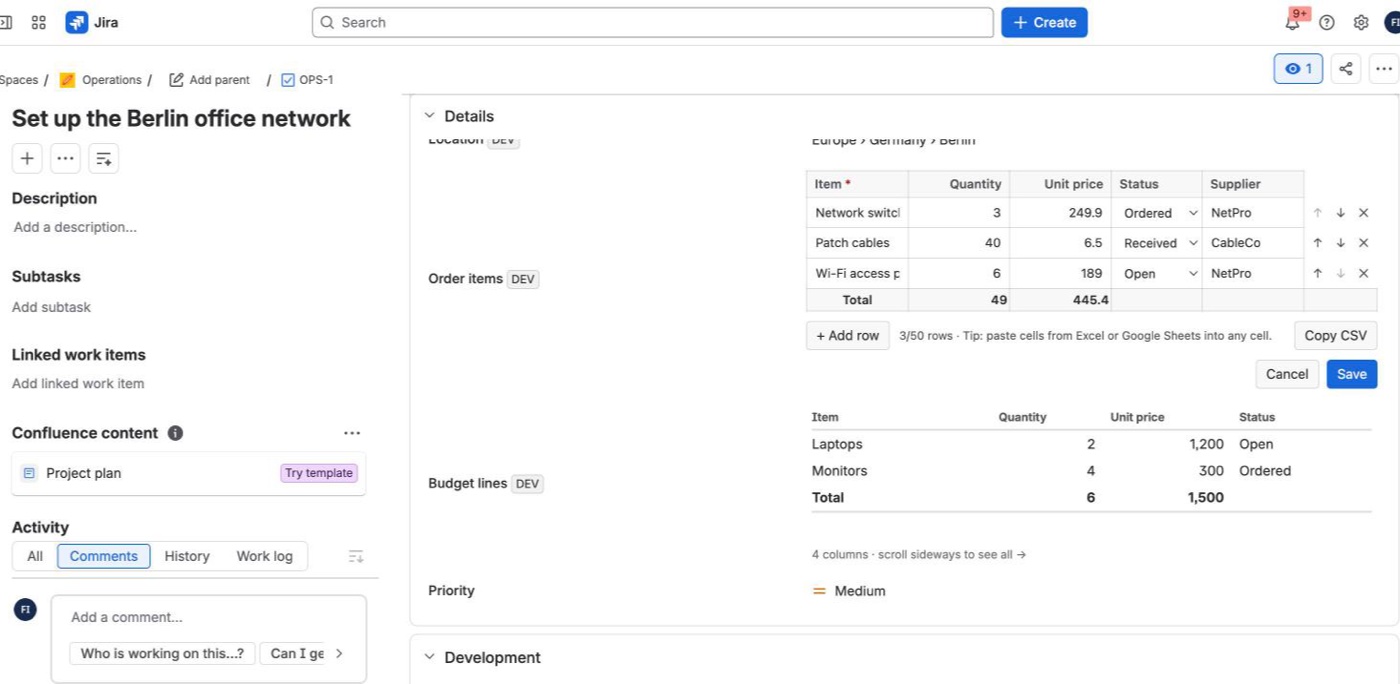 Jira
Search
+ Create
9+
FI
Spaces / Operations / Add parent / OPS-1
1
Set up the Berlin office network
Description
Add a description...
Subtasks
Add subtask
Linked work items
Add linked work item
Confluence content
Project plan
Try template
Activity
All Comments History Work log
FI
Add a comment...
Who is working on this...? Can I ge
Details
Location DEV Europe › Germany › Berlin
Order items DEV
Item * Quantity Unit price Status Supplier
Network switc 3 249.9 Ordered NetPro
Patch cables 40 6.5 Received CableCo
Wi-Fi access p 6 189 Open NetPro
Total 49 445.4
+ Add row 3/50 rows · Tip: paste cells from Excel or Google Sheets into any cell. Copy CSV
Cancel Save
Budget lines DEV
Item Quantity Unit price Status
Laptops 2 1,200 Open
Monitors 4 300 Ordered
Total 6 1,500
4 columns · scroll sideways to see all →
Priority Medium
Development